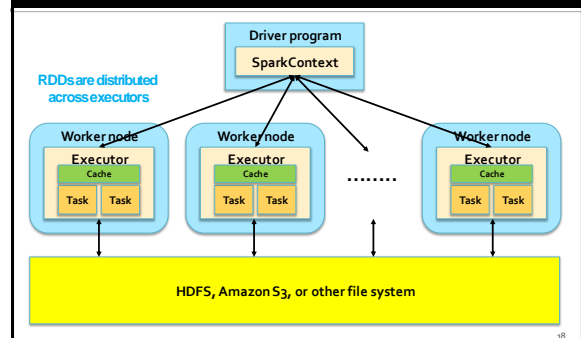 Driver program
SparkContext
RDDs are distributed
across executors
Worker node Worker node Worker node
Executor Executor Executor
Cache Cache Cache
........
Task Task Task Task Task Task
HDFS, Amazon S3, or other file system
18